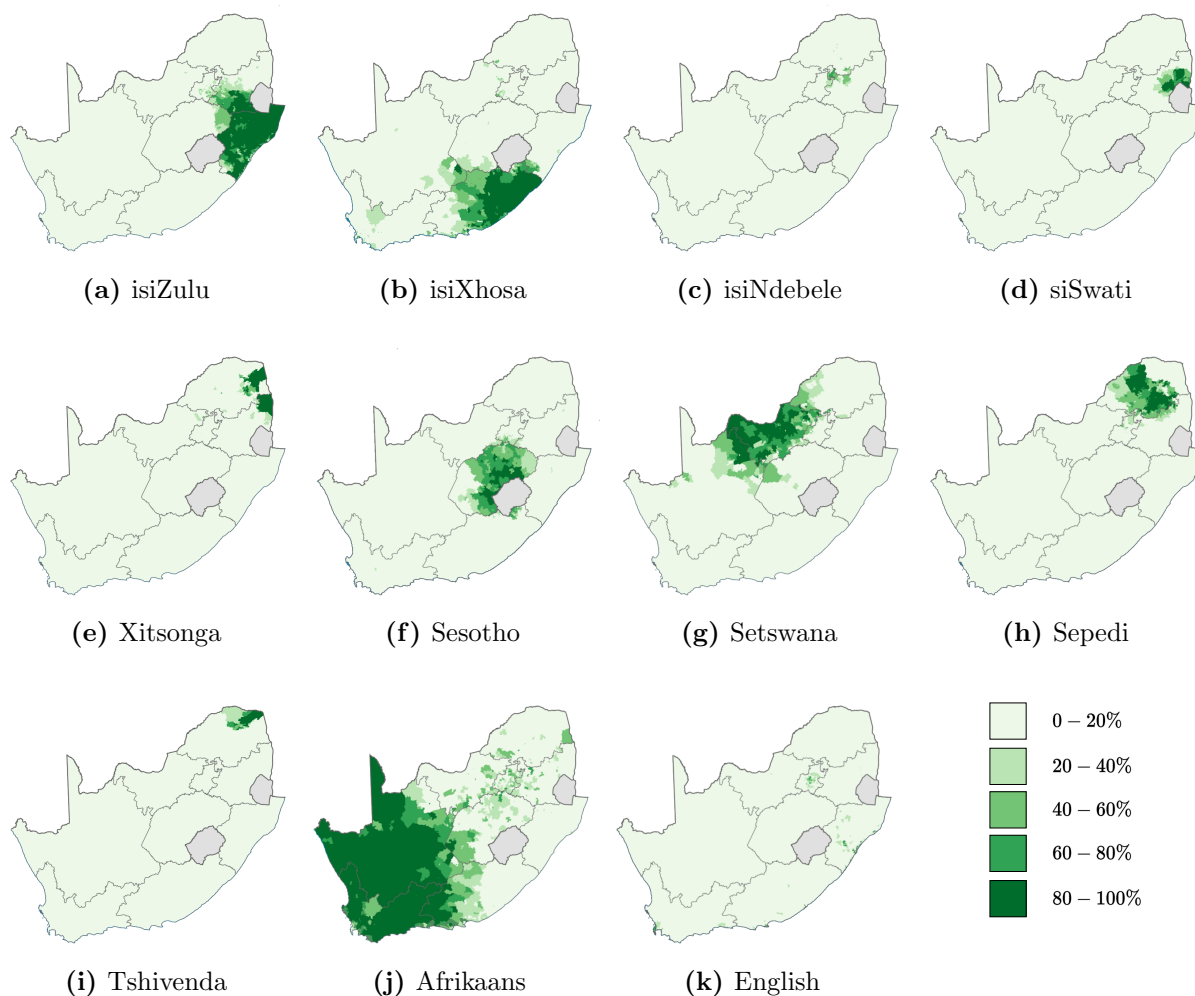 (a) isiZulu
(b) isiXhosa
(c) isiNdebele
(d) siSwati
(e) Xitsonga
(f) Sesotho
(g) Setswana
(h) Sepedi
0 – 20%
20 – 40%
40 – 60%
60 – 80%
80 – 100%
(i) Tshivenda
(j) Afrikaans
(k) English